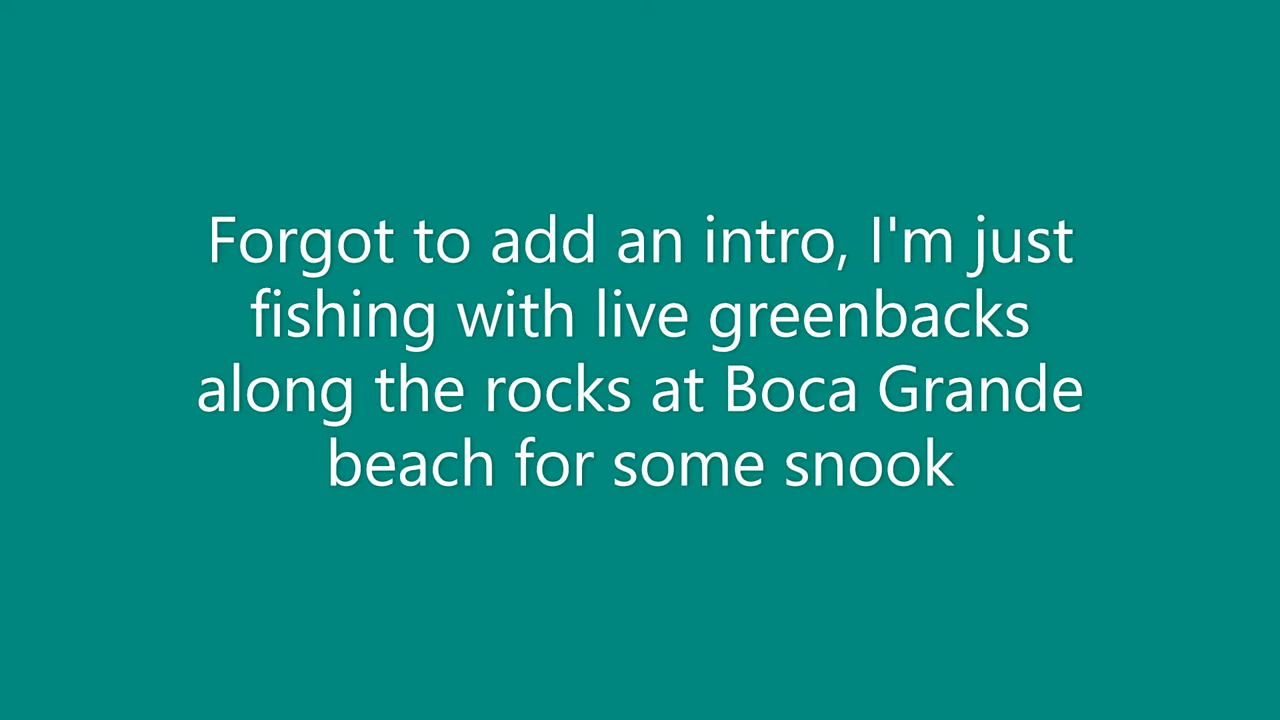 Forgot to add an intro, I'm just
fishing with live greenbacks
along the rocks at Boca Grande
beach for some snook